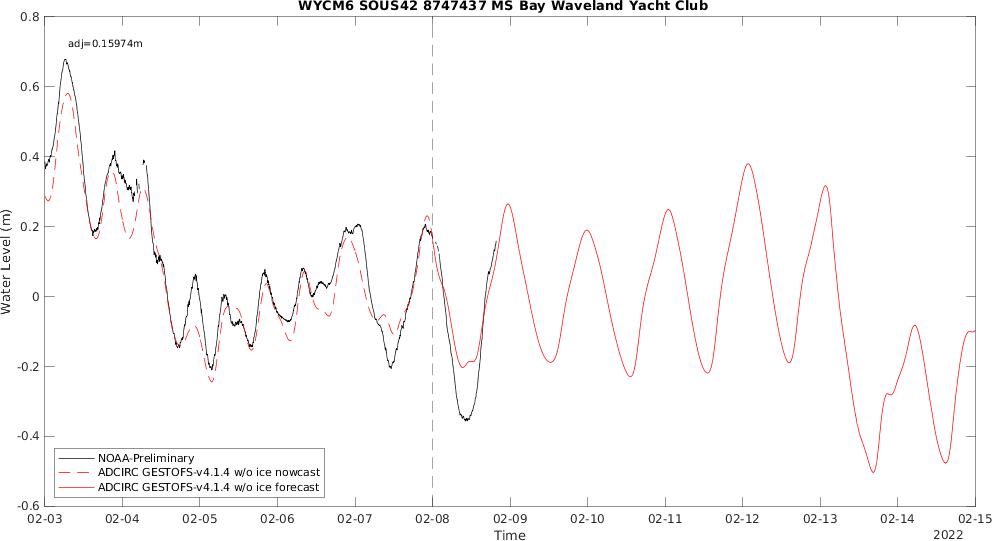 WYCM6 SOUS42 8747437 MS Bay Waveland Yacht Club
adj=0.15974m
0.8
0.6
0.4
0.2
0
-0.2
-0.4
-0.6
Water Level (m)
NOAA-Preliminary
ADCIRC GESTOFS-v4.1.4 w/o ice nowcast
ADCIRC GESTOFS-v4.1.4 w/o ice forecast
02-03 02-04 02-05 02-06 02-07 02-08 02-09 02-10 02-11 02-12 02-13 02-14 02-15
Time
2022